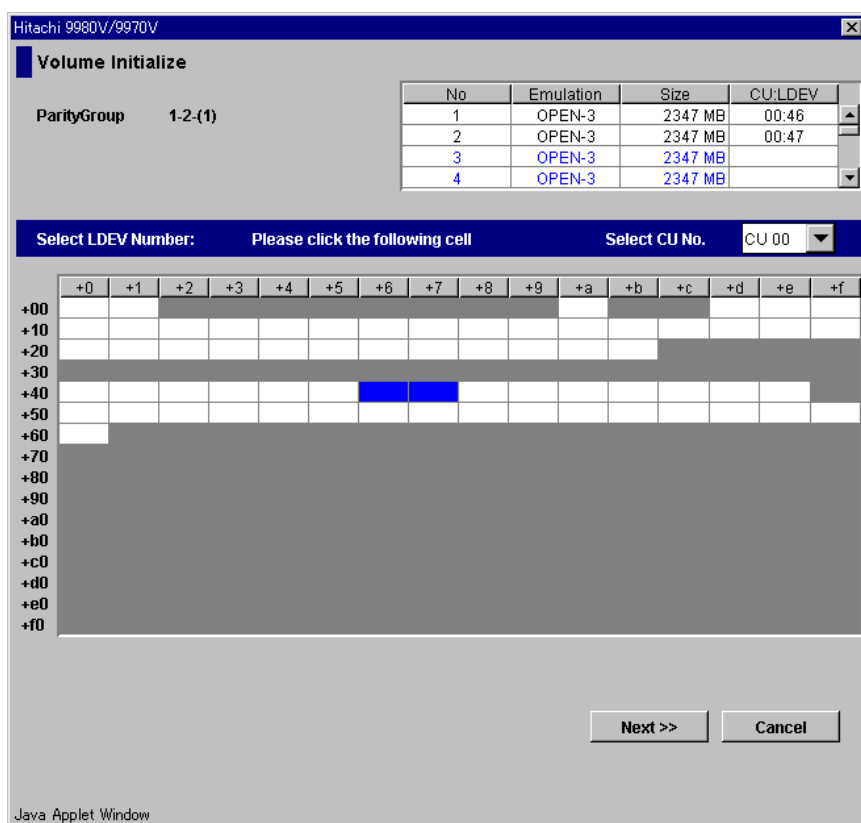 Hitachi 9980V/9970V
Volume Initialize
ParityGroup 1-2-(1)
No Emulation Size CU:LDEV
1 OPEN-3 2347 MB 00:46
2 OPEN-3 2347 MB 00:47
3 OPEN-3 2347 MB
4 OPEN-3 2347 MB
Select LDEV Number: Please click the following cell Select CU No. CU 00
+0 +1 +2 +3 +4 +5 +6 +7 +8 +9 +a +b +c +d +e +f
+00
+10
+20
+30
+40
+50
+60
+70
+80
+90
+a0
+b0
+c0
+d0
+e0
+f0
Next >> Cancel
Java Applet Window